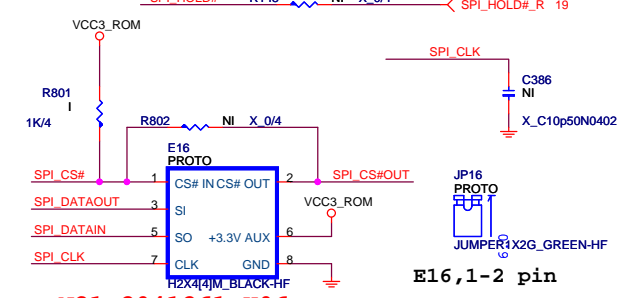 SPI_HOLD#_R 19
VCC3_ROM
SPI_CLK
R801
I
1K/4
C386
NI
X_C10p50N0402
R802 NI X_0/4
E16
PROTO
SPI_CS# 1 CS# IN CS# OUT 2 SPI_CS#OUT
SPI_DATAOUT 3 SI
VCC3_ROM
SPI_DATAIN 5 SO +3.3V AUX 6
SPI_CLK 7 CLK GND 8
H2X4[4]M_BLACK-HF
JP16
PROTO
JUMPER1X2G_GREEN-HF
E16,1-2 pin